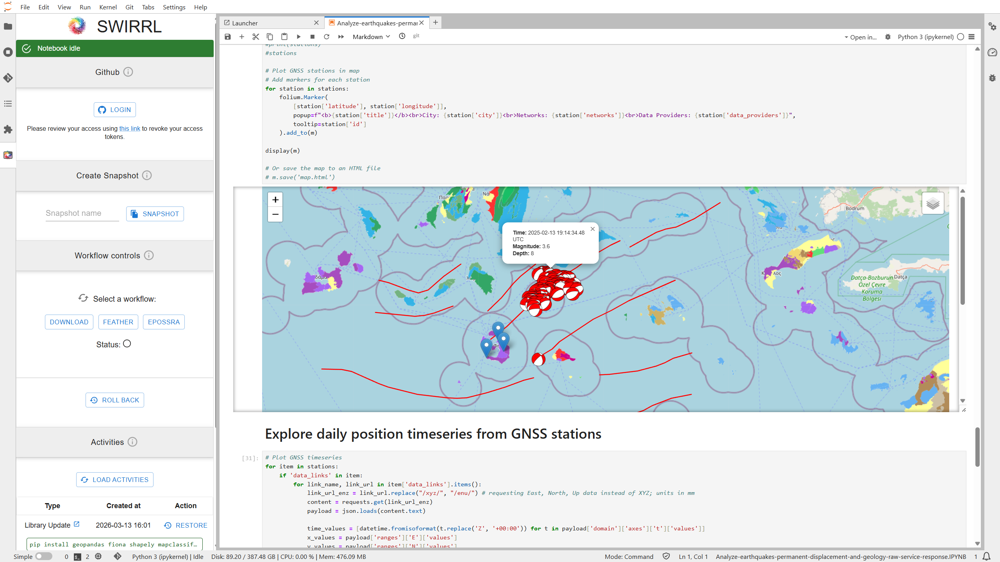 File Edit View Run Kernel Git Tabs Settings Help
SWIRRL
Notebook idle
Github
LOGIN
Please review your access using this link to revoke your access
tokens.
Create Snapshot
Snapshot name
SNAPSHOT
Workflow controls
Select a workflow:
DOWNLOAD FEATHER EPOSSRA
Status:
ROLL BACK
Activities
LOAD ACTIVITIES
Type Created at Action
Library Update 2026-03-13 16:01 RESTORE
pip install geopandas fiona shapely mapclassif…
Launcher
Analyze-earthquakes-permar
Markdown
git
Open in...
Python 3 (ipykernel)
#print(stations)
#stations
# Plot GNSS stations in map
# Add markers for each station
for station in stations:
folium.Marker(
[station['latitude'], station['longitude']],
popup=f"<b>{station['title']}</b><br>City: {station['city']}<br>Networks: {station['networks']}<br>Data Providers: {station['data_providers']}",
tooltip=station['id']
).add_to(m)
display(m)
# Or save the map to an HTML file
# m.save('map.html')
+
−
Νά
Bodrum
Time: 2025-02-13 19:14:34.48
UTC
Magnitude: 3.6
Depth: 8
Datça-Bozburun
Özel Çevre
Koruma
Bölgesi
Datça
Explore daily position timeseries from GNSS stations
[31]:
# Plot GNSS timeseries
for item in stations:
if 'data_links' in item:
for link_name, link_url in item['data_links'].items():
link_url_enz = link_url.replace("/xyz/", "/enu/") # requesting East, North, Up data instead of XYZ; units in mm
content = requests.get(link_url_enz)
payload = json.loads(content.text)
time_values = [datetime.fromisoformat(t.replace('Z', '+00:00')) for t in payload['domain']['axes']['t']['values']]
x_values = payload['ranges']['E']['values']
y_values = payload['ranges']['N']['values']
Simple 0 2 Python 3 (ipykernel) | Idle Disk: 89.20 / 387.48 GB | CPU: 0.00 % | Mem: 476.09 MB Mode: Command Ln 1, Col 1 Analyze-earthquakes-permanent-displacement-and-geology-raw-service-response.IPYNB 1